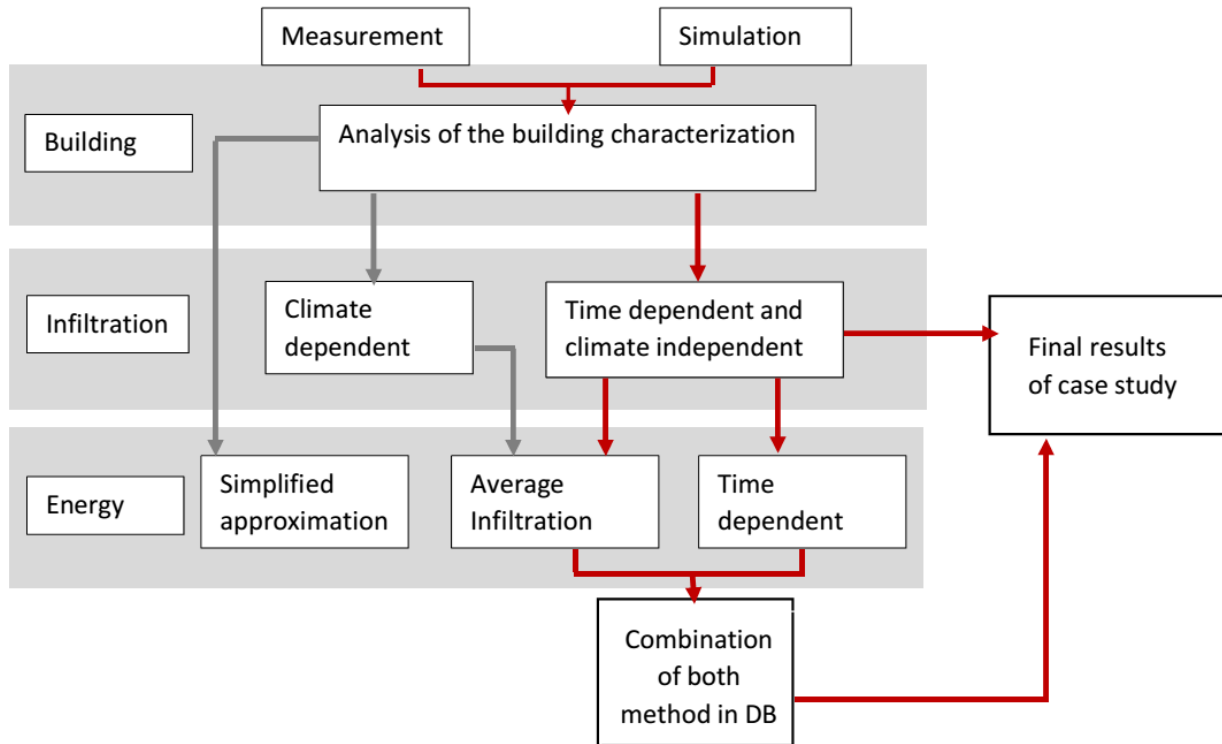 Measurement
Simulation
Building
Analysis of the building characterization
Infiltration
Climate
dependent
Time dependent and
climate independent
Final results
of case study
Energy
Simplified
approximation
Average
Infiltration
Time
dependent
Combination
of both
method in DB